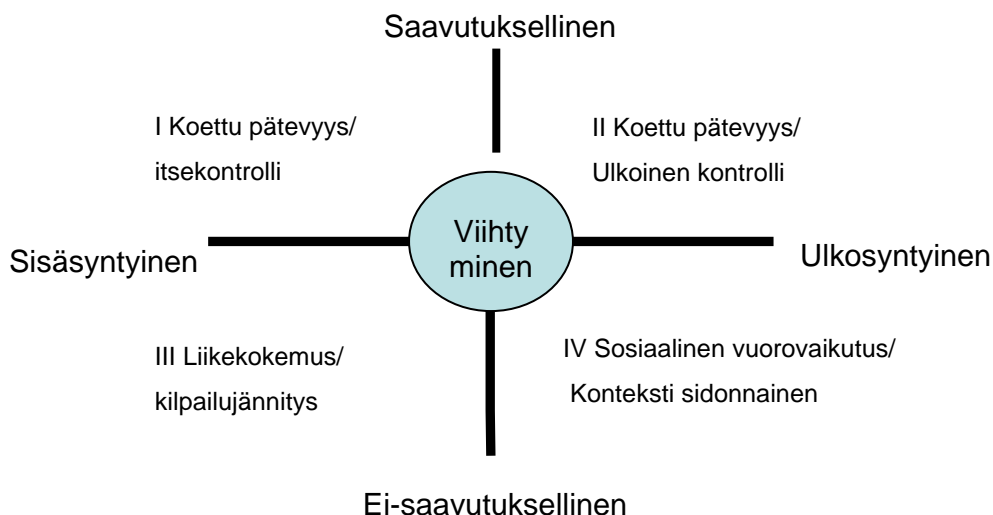 Saavutuksellinen
I Koettu pätevyys/
itsekontrolli
II Koettu pätevyys/
Ulkoinen kontrolli
Sisäsyntyinen
Viihty
minen
Ulkosyntyinen
III Liikekokemus/
kilpailujännitys
IV Sosiaalinen vuorovaikutus/
Konteksti sidonnainen
Ei-saavutuksellinen